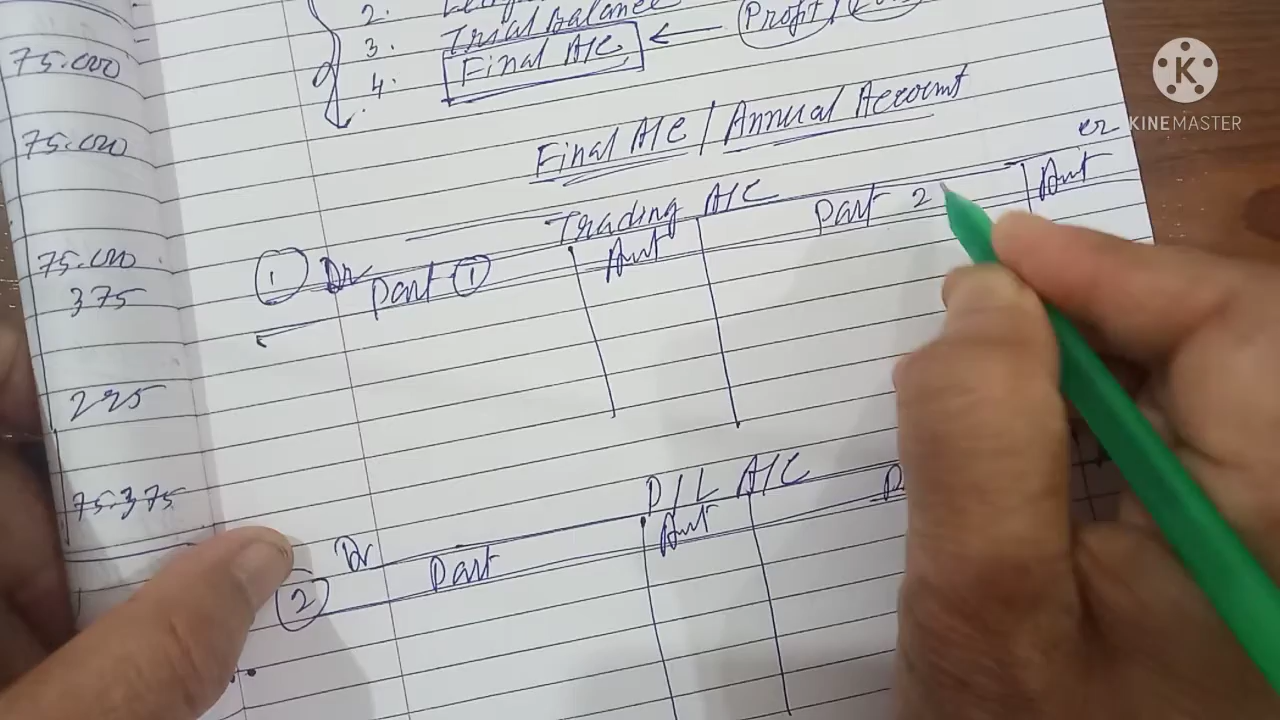 2.
3. Trial Balance
4. Final A/C ← Profit/
Final A/C / Annual Account
Trading A/C
① Dr Part ① Amt Part 2 Amt cr
P/L A/C
② Dr Part Amt
75.000
75.000
75.000
375
225
75.375
K
KINEMASTER